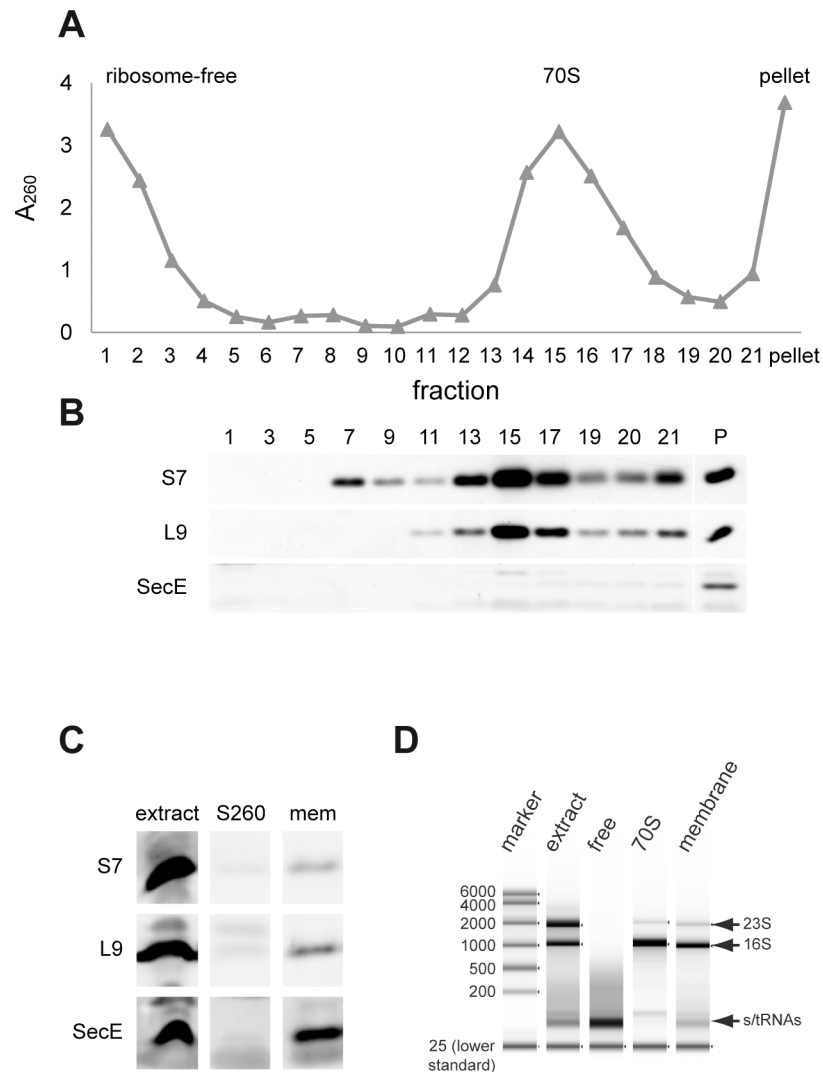 A
ribosome-free 70S pellet
4
3
2
1
0
A260
1 2 3 4 5 6 7 8 9 10 11 12 13 14 15 16 17 18 19 20 21 pellet
fraction
B
1 3 5 7 9 11 13 15 17 19 20 21 P
S7
L9
SecE
C
extract S260 mem
S7
L9
SecE
D
marker extract free 70S membrane
6000
4000
2000
1000
500
200
25 (lower
standard)
23S
16S
s/tRNAs